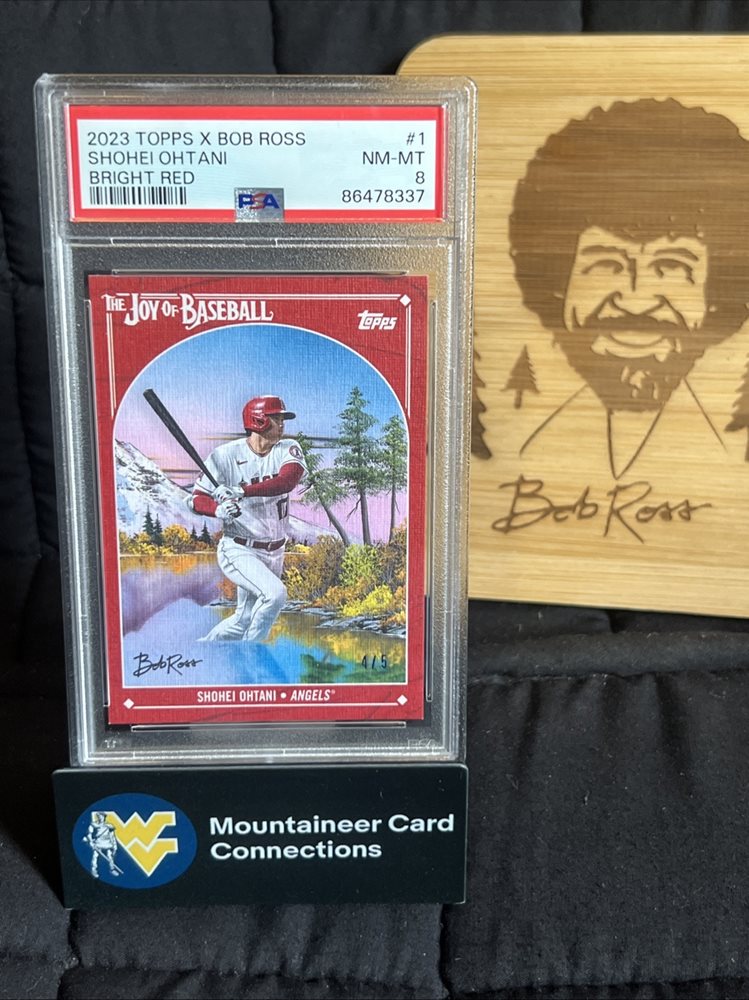 2023 TOPPS X BOB ROSS #1
SHOHEI OHTANI NM-MT
BRIGHT RED 8
PSA 86478337
THE JOY OF BASEBALL
topps
Bob Ross
4/5
SHOHEI OHTANI • ANGELS®
Bob Ross
WV
Mountaineer Card
Connections